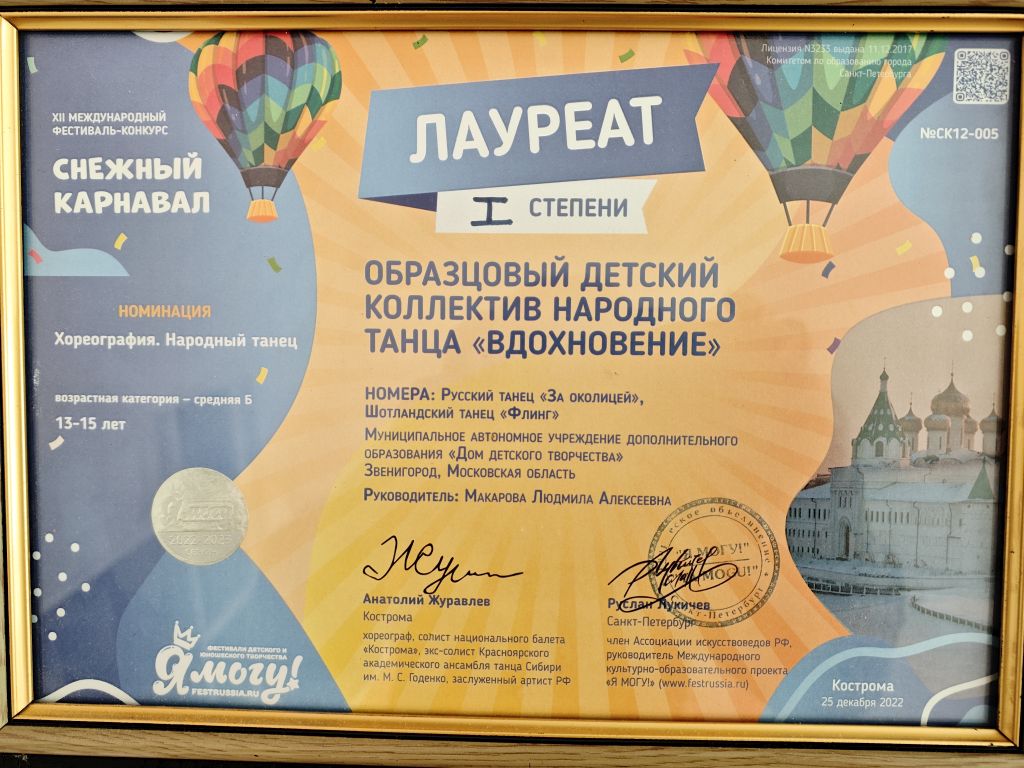 Лицензия N3233 выдана 11.12.2017
Комитетом по образованию города
Санкт-Петербурга
№СК12-005
XII МЕЖДУНАРОДНЫЙ
ФЕСТИВАЛЬ-КОНКУРС
СНЕЖНЫЙ
КАРНАВАЛ
ЛАУРЕАТ
I СТЕПЕНИ
НОМИНАЦИЯ
Хореография. Народный танец
возрастная категория – средняя Б
13-15 лет
ОБРАЗЦОВЫЙ ДЕТСКИЙ
КОЛЛЕКТИВ НАРОДНОГО
ТАНЦА «ВДОХНОВЕНИЕ»
НОМЕРА: Русский танец «За околицей»,
Шотландский танец «Флинг»
Муниципальное автономное учреждение дополнительного
образования «Дом детского творчества»
Звенигород, Московская область
Руководитель: Макарова Людмила Алексеевна
Анатолий Журавлев
Кострома
хореограф, солист национального балета
«Кострома», экс-солист Красноярского
академического ансамбля танца Сибири
им. М. С. Годенко, заслуженный артист РФ
"Я МОГУ!"
Руслан Лукичев
Санкт-Петербург
член Ассоциации искусствоведов РФ,
руководитель Международного
культурно-образовательного проекта
«Я МОГУ!» (www.festrussia.ru)
2022-2023
ФЕСТИВАЛИ ДЕТСКОГО И
ЮНОШЕСКОГО ТВОРЧЕСТВА
Я могу!
FESTRUSSIA.RU
Кострома
25 декабря 2022